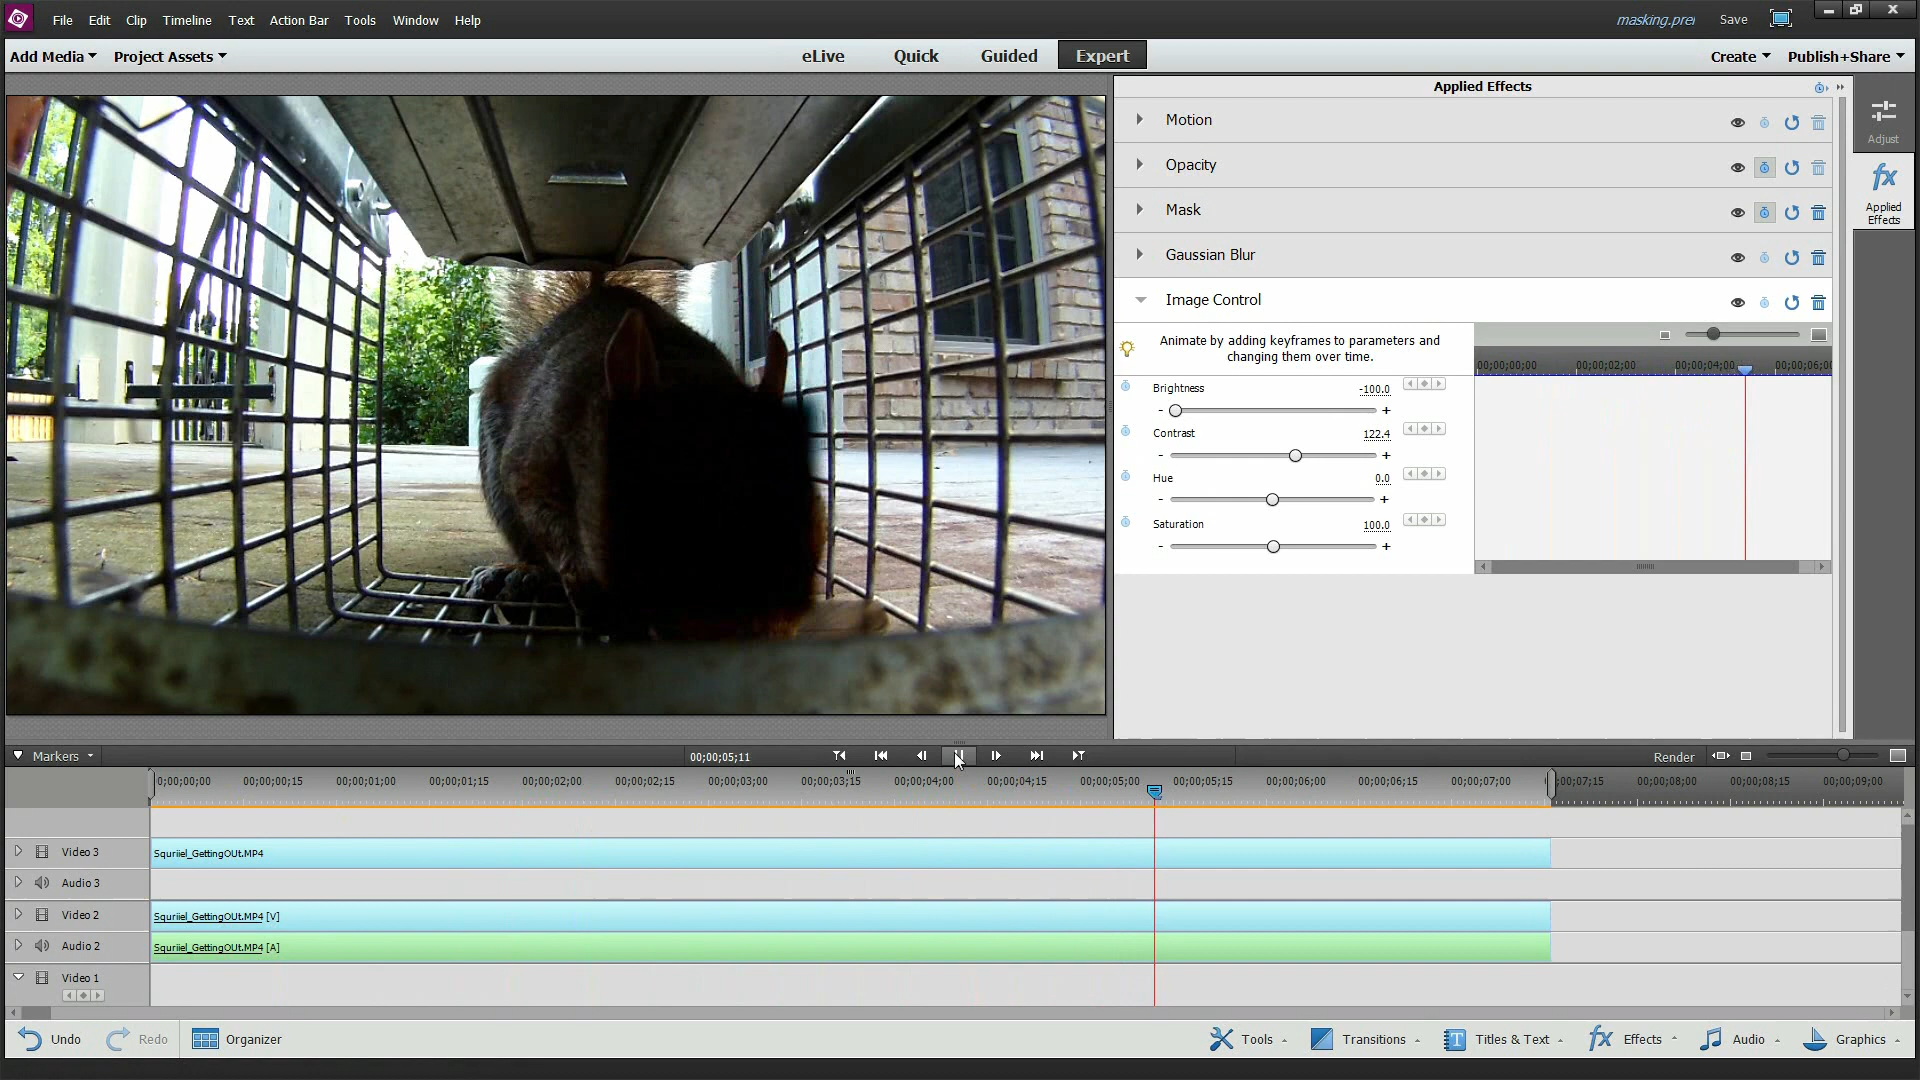 File Edit Clip Timeline Text Action Bar Tools Window Help
masking.prel Save
Add Media Project Assets
eLive Quick Guided Expert
Create Publish+Share
Applied Effects
Motion
Opacity
Mask
Gaussian Blur
Image Control
Adjust
fx
Applied
Effects
Animate by adding keyframes to parameters and
changing them over time.
00;00;00;00 00;00;02;00 00;00;04;00 00;00;06;00
Brightness -100.0
- +
Contrast 122.4
- +
Hue 0.0
- +
Saturation 100.0
- +
Markers
00;00;05;11
Render
0;00;00;00 00;00;00;15 00;00;01;00 00;00;01;15 00;00;02;00 00;00;02;15 00;00;03;00 00;00;03;15 00;00;04;00 00;00;04;15 00;00;05;00 00;00;05;15 00;00;06;00 00;00;06;15 00;00;07;00 00;07;15 00;00;08;00 00;00;08;15 00;00;09;00
Video 3 Squriiel_GettingOUt.MP4
Audio 3
Video 2 Squriiel_GettingOUt.MP4 [V]
Audio 2 Squriiel_GettingOUt.MP4 [A]
Video 1
Undo Redo Organizer
Tools Transitions T Titles & Text fx Effects Audio Graphics